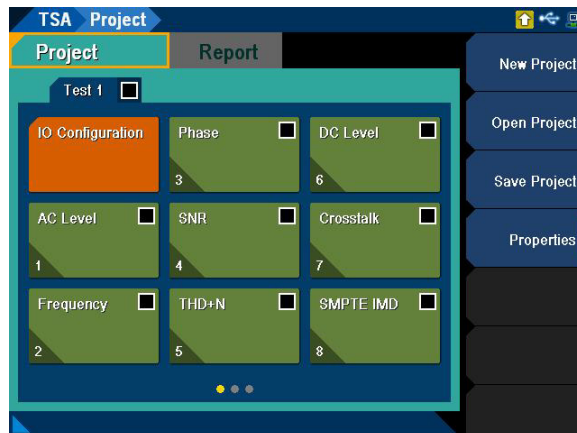 TSA Project
Project
Report
New Project
Test 1
IO Configuration
Phase
3
DC Level
6
Open Project
AC Level
1
SNR
4
Crosstalk
7
Save Project
Frequency
2
THD+N
5
SMPTE IMD
8
Properties